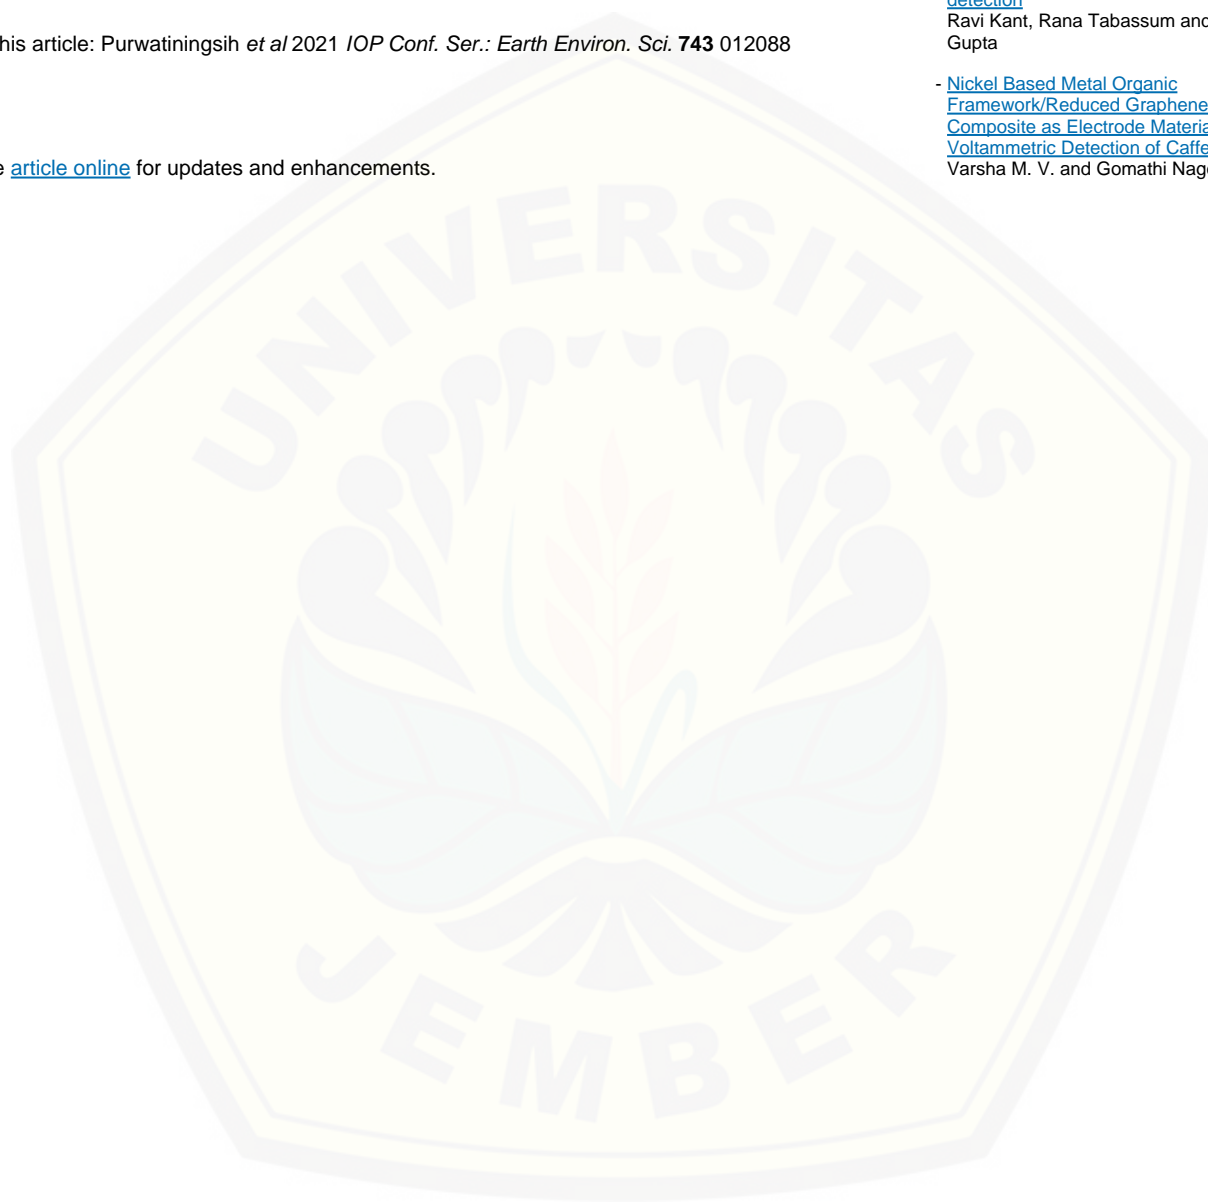 his article: Purwatiningsih et al 2021 IOP Conf. Ser.: Earth Environ. Sci. 743 012088
article online for updates and enhancements.
detection
Ravi Kant, Rana Tabassum and
Gupta
- Nickel Based Metal Organic
Framework/Reduced Graphene
Composite as Electrode Materia
Voltammetric Detection of Caffe
Varsha M. V. and Gomathi Nag
UNIVERSITAS
JEMBER